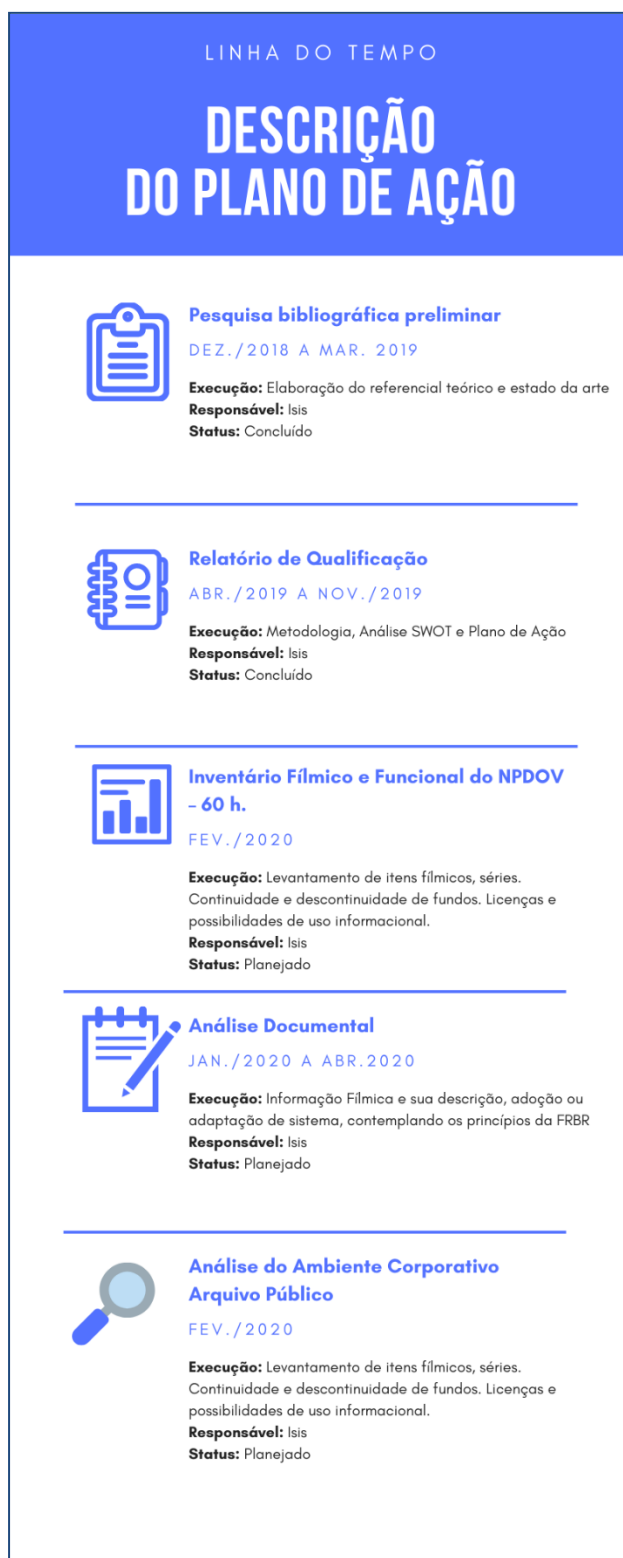 LINHA DO TEMPO
DESCRIÇÃO
DO PLANO DE AÇÃO
Pesquisa bibliográfica preliminar
DEZ./2018 A MAR. 2019
Execução: Elaboração do referencial teórico e estado da arte
Responsável: Isis
Status: Concluído
Relatório de Qualificação
ABR./2019 A NOV./2019
Execução: Metodologia, Análise SWOT e Plano de Ação
Responsável: Isis
Status: Concluído
Inventário Fílmico e Funcional do NPDOV
– 60 h.
FEV./2020
Execução: Levantamento de itens fílmicos, séries.
Continuidade e descontinuidade de fundos. Licenças e
possibilidades de uso informacional.
Responsável: Isis
Status: Planejado
Análise Documental
JAN./2020 A ABR.2020
Execução: Informação Fílmica e sua descrição, adoção ou
adaptação de sistema, contemplando os princípios da FRBR
Responsável: Isis
Status: Planejado
Análise do Ambiente Corporativo
Arquivo Público
FEV./2020
Execução: Levantamento de itens fílmicos, séries.
Continuidade e descontinuidade de fundos. Licenças e
possibilidades de uso informacional.
Responsável: Isis
Status: Planejado